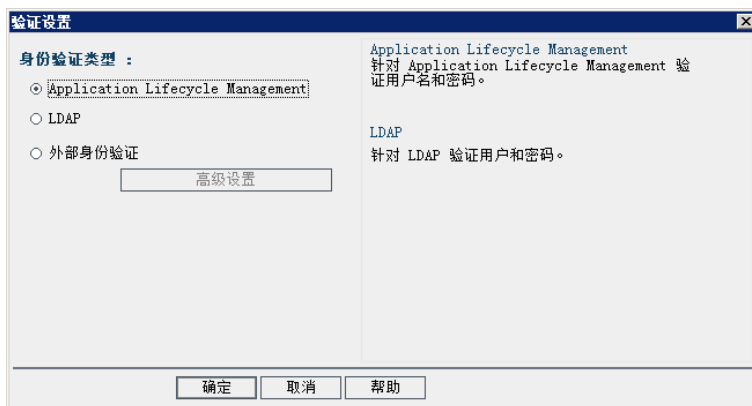 验证设置
身份验证类型 :
Application Lifecycle Management
LDAP
外部身份验证
高级设置
Application Lifecycle Management
针对 Application Lifecycle Management 验
证用户名和密码。
LDAP
针对 LDAP 验证用户和密码。
确定
取消
帮助